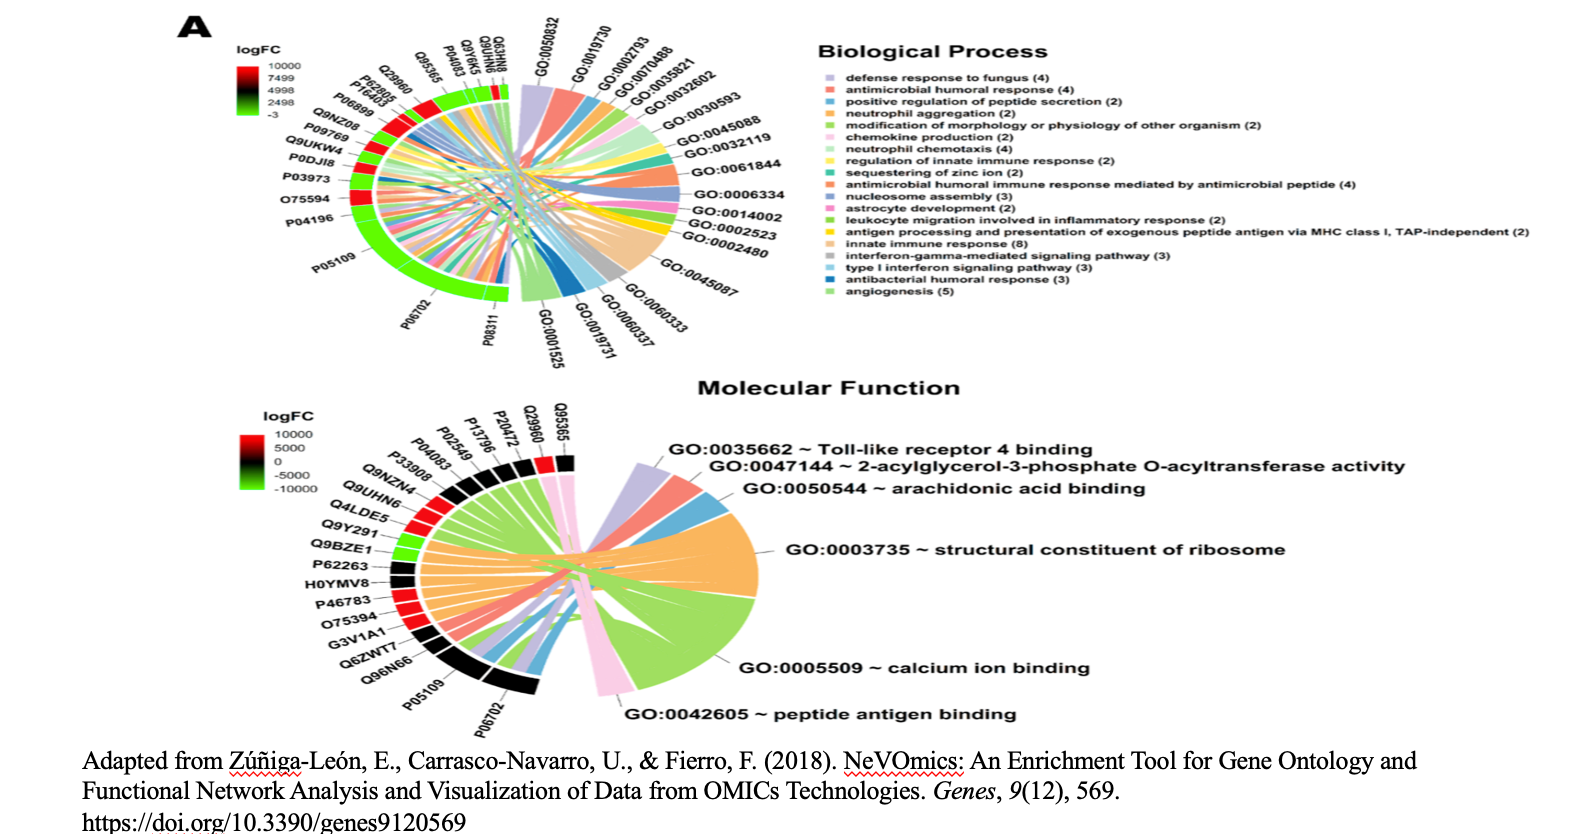 A
logFC
10000
7499
4998
2498
-3
Q63HN8
Q9UHN6
Q9Y6K5
P04083
Q95365
Q29960
P62805
P16403
P06899
Q9NZ08
P09769
Q9UKW4
P0DJI8
P03973
O75594
P04196
P05109
P06702
P08311
GO:0050832
GO:0019730
GO:0002793
GO:0070488
GO:0035821
GO:0032602
GO:0030593
GO:0045088
GO:0032119
GO:0061844
GO:0006334
GO:0014002
GO:0002523
GO:0002480
GO:0045087
GO:0060333
GO:0060337
GO:0019731
GO:0001525
Biological Process
defense response to fungus (4)
antimicrobial humoral response (4)
positive regulation of peptide secretion (2)
neutrophil aggregation (2)
modification of morphology or physiology of other organism (2)
chemokine production (2)
neutrophil chemotaxis (4)
regulation of innate immune response (2)
sequestering of zinc ion (2)
antimicrobial humoral immune response mediated by antimicrobial peptide (4)
nucleosome assembly (3)
astrocyte development (2)
leukocyte migration involved in inflammatory response (2)
antigen processing and presentation of exogenous peptide antigen via MHC class I, TAP-independent (2)
innate immune response (8)
interferon-gamma-mediated signaling pathway (3)
type I interferon signaling pathway (3)
antibacterial humoral response (3)
angiogenesis (5)
Molecular Function
logFC
10000
5000
0
-5000
-10000
Q95365
Q29960
P20472
P13796
P02549
P04083
P33908
Q9NZN4
Q9UHN6
Q4LDE5
Q9Y291
Q9BZE1
P62263
H0YMV8
P46783
O75394
G3V1A1
Q6ZWT7
Q96N66
P05109
P06702
GO:0035662 ~ Toll-like receptor 4 binding
GO:0047144 ~ 2-acylglycerol-3-phosphate O-acyltransferase activity
GO:0050544 ~ arachidonic acid binding
GO:0003735 ~ structural constituent of ribosome
GO:0005509 ~ calcium ion binding
GO:0042605 ~ peptide antigen binding
Adapted from Zúñiga-León, E., Carrasco-Navarro, U., & Fierro, F. (2018). NeVOmics: An Enrichment Tool for Gene Ontology and
Functional Network Analysis and Visualization of Data from OMICs Technologies. Genes, 9(12), 569.
https://doi.org/10.3390/genes9120569